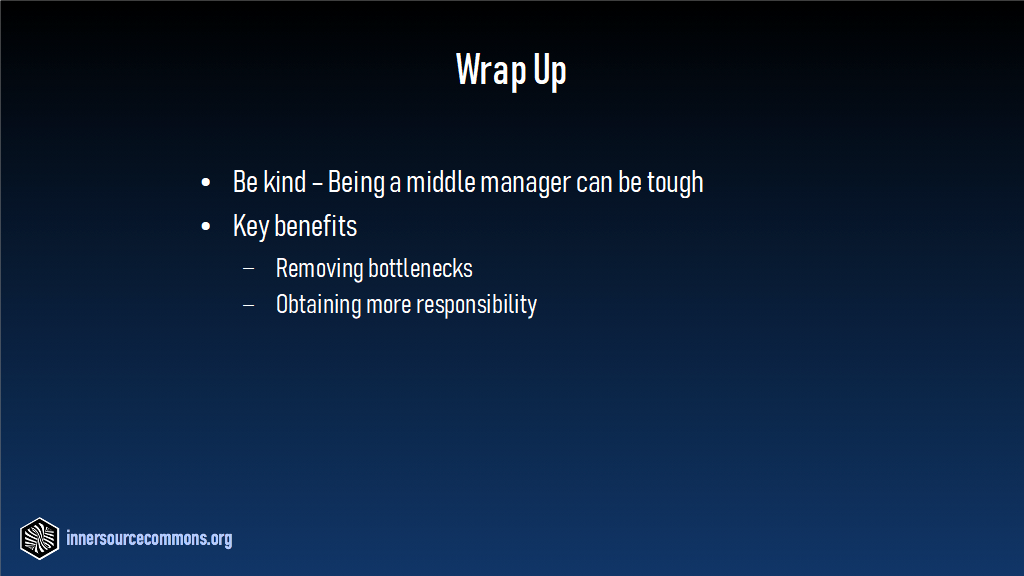 Wrap Up
• Be kind – Being a middle manager can be tough
• Key benefits
– Removing bottlenecks
– Obtaining more responsibility
innersourcecommons.org